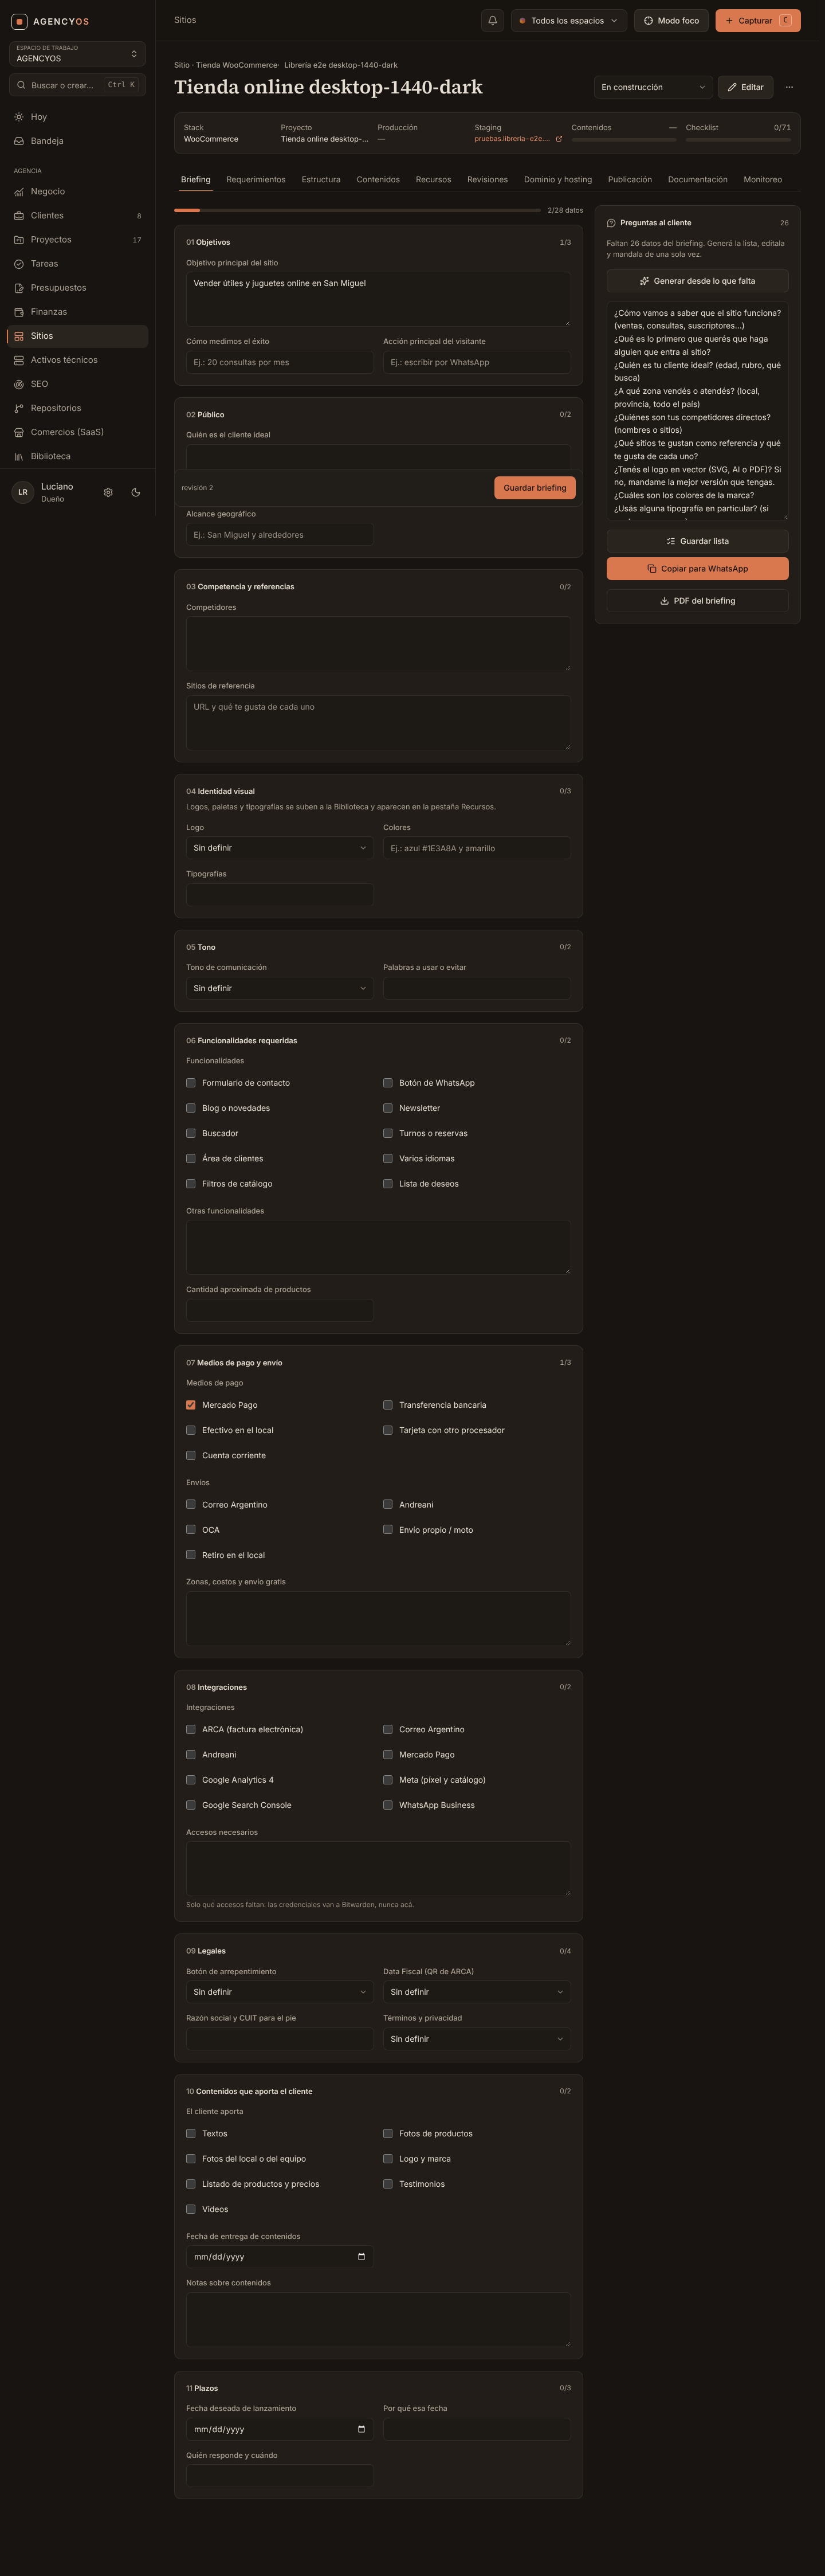 AGENCYOS
ESPACIO DE TRABAJO
AGENCYOS
Buscar o crear... Ctrl K
Hoy
Bandeja
AGENCIA
Negocio
Clientes 8
Proyectos 17
Tareas
Presupuestos
Finanzas
Sitios
Activos técnicos
SEO
Repositorios
Comercios (SaaS)
Biblioteca
LR
Luciano
Dueño
Sitios
Todos los espacios
Modo foco
Capturar C
Sitio · Tienda WooCommerce· Librería e2e desktop-1440-dark
Tienda online desktop-1440-dark
En construcción
Editar
Stack
WooCommerce
Proyecto
Tienda online desktop-...
Producción
—
Staging
pruebas.libreria-e2e....
Contenidos —
Checklist 0/71
Briefing Requerimientos Estructura Contenidos Recursos Revisiones Dominio y hosting Publicación Documentación Monitoreo
2/28 datos
01 Objetivos 1/3
Objetivo principal del sitio
Vender útiles y juguetes online en San Miguel
Cómo medimos el éxito Acción principal del visitante
Ej.: 20 consultas por mes Ej.: escribir por WhatsApp
02 Público 0/2
Quién es el cliente ideal
revisión 2 Guardar briefing
Alcance geográfico
Ej.: San Miguel y alrededores
03 Competencia y referencias 0/2
Competidores
Sitios de referencia
URL y qué te gusta de cada uno
04 Identidad visual 0/3
Logos, paletas y tipografías se suben a la Biblioteca y aparecen en la pestaña Recursos.
Logo Colores
Sin definir Ej.: azul #1E3A8A y amarillo
Tipografías
05 Tono 0/2
Tono de comunicación Palabras a usar o evitar
Sin definir
06 Funcionalidades requeridas 0/2
Funcionalidades
Formulario de contacto Botón de WhatsApp
Blog o novedades Newsletter
Buscador Turnos o reservas
Área de clientes Varios idiomas
Filtros de catálogo Lista de deseos
Otras funcionalidades
Cantidad aproximada de productos
07 Medios de pago y envío 1/3
Medios de pago
Mercado Pago Transferencia bancaria
Efectivo en el local Tarjeta con otro procesador
Cuenta corriente
Envíos
Correo Argentino Andreani
OCA Envío propio / moto
Retiro en el local
Zonas, costos y envío gratis
08 Integraciones 0/2
Integraciones
ARCA (factura electrónica) Correo Argentino
Andreani Mercado Pago
Google Analytics 4 Meta (píxel y catálogo)
Google Search Console WhatsApp Business
Accesos necesarios
Solo qué accesos faltan: las credenciales van a Bitwarden, nunca acá.
09 Legales 0/4
Botón de arrepentimiento Data Fiscal (QR de ARCA)
Sin definir Sin definir
Razón social y CUIT para el pie Términos y privacidad
Sin definir
10 Contenidos que aporta el cliente 0/2
El cliente aporta
Textos Fotos de productos
Fotos del local o del equipo Logo y marca
Listado de productos y precios Testimonios
Videos
Fecha de entrega de contenidos
mm/dd/yyyy
Notas sobre contenidos
11 Plazos 0/3
Fecha deseada de lanzamiento Por qué esa fecha
mm/dd/yyyy
Quién responde y cuándo
Preguntas al cliente 26
Faltan 26 datos del briefing. Generá la lista, editala
y mandala de una sola vez.
Generar desde lo que falta
¿Cómo vamos a saber que el sitio funciona?
(ventas, consultas, suscriptores...)
¿Qué es lo primero que querés que haga
alguien que entra al sitio?
¿Quién es tu cliente ideal? (edad, rubro, qué
busca)
¿A qué zona vendés o atendés? (local,
provincia, todo el país)
¿Quiénes son tus competidores directos?
(nombres o sitios)
¿Qué sitios te gustan como referencia y qué
te gusta de cada uno?
¿Tenés el logo en vector (SVG, AI o PDF)? Si
no, mandame la mejor versión que tengas.
¿Cuáles son los colores de la marca?
¿Usás alguna tipografía en particular? (si
Guardar lista
Copiar para WhatsApp
PDF del briefing